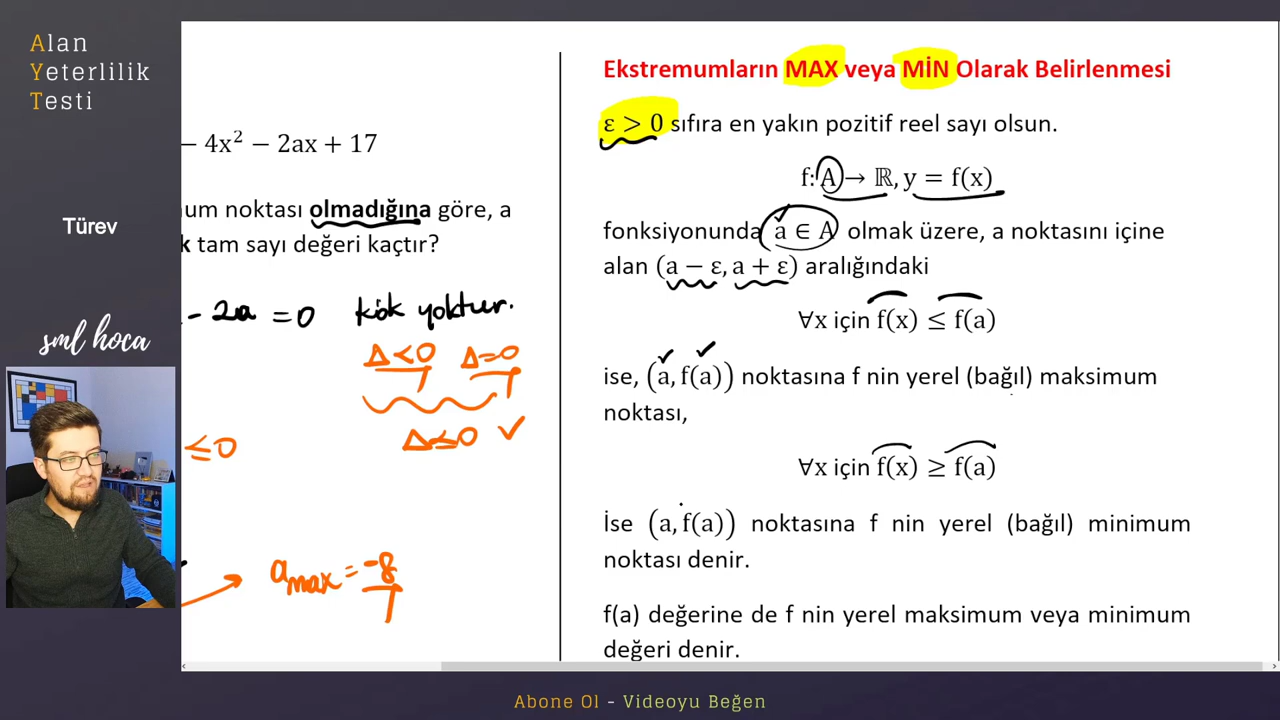 Alan
Yeterlilik
Testi
Türev
sml hoca
− 4x² − 2ax + 17
um noktası olmadığına göre, a
k tam sayı değeri kaçtır?
- 2a = 0 kök yoktur.
Δ<0 Δ=0
Δ≤0 ✓
≤0
a max = -8
Ekstremumların MAX veya MİN Olarak Belirlenmesi
ε > 0 sıfıra en yakın pozitif reel sayı olsun.
f: A → ℝ, y = f(x)
fonksiyonunda a ∈ A olmak üzere, a noktasını içine
alan (a − ε, a + ε) aralığındaki
∀x için f(x) ≤ f(a)
ise, (a, f(a)) noktasına f nin yerel (bağıl) maksimum
noktası,
∀x için f(x) ≥ f(a)
İse (a, f(a)) noktasına f nin yerel (bağıl) minimum
noktası denir.
f(a) değerine de f nin yerel maksimum veya minimum
değeri denir.
Abone Ol - Videoyu Beğen